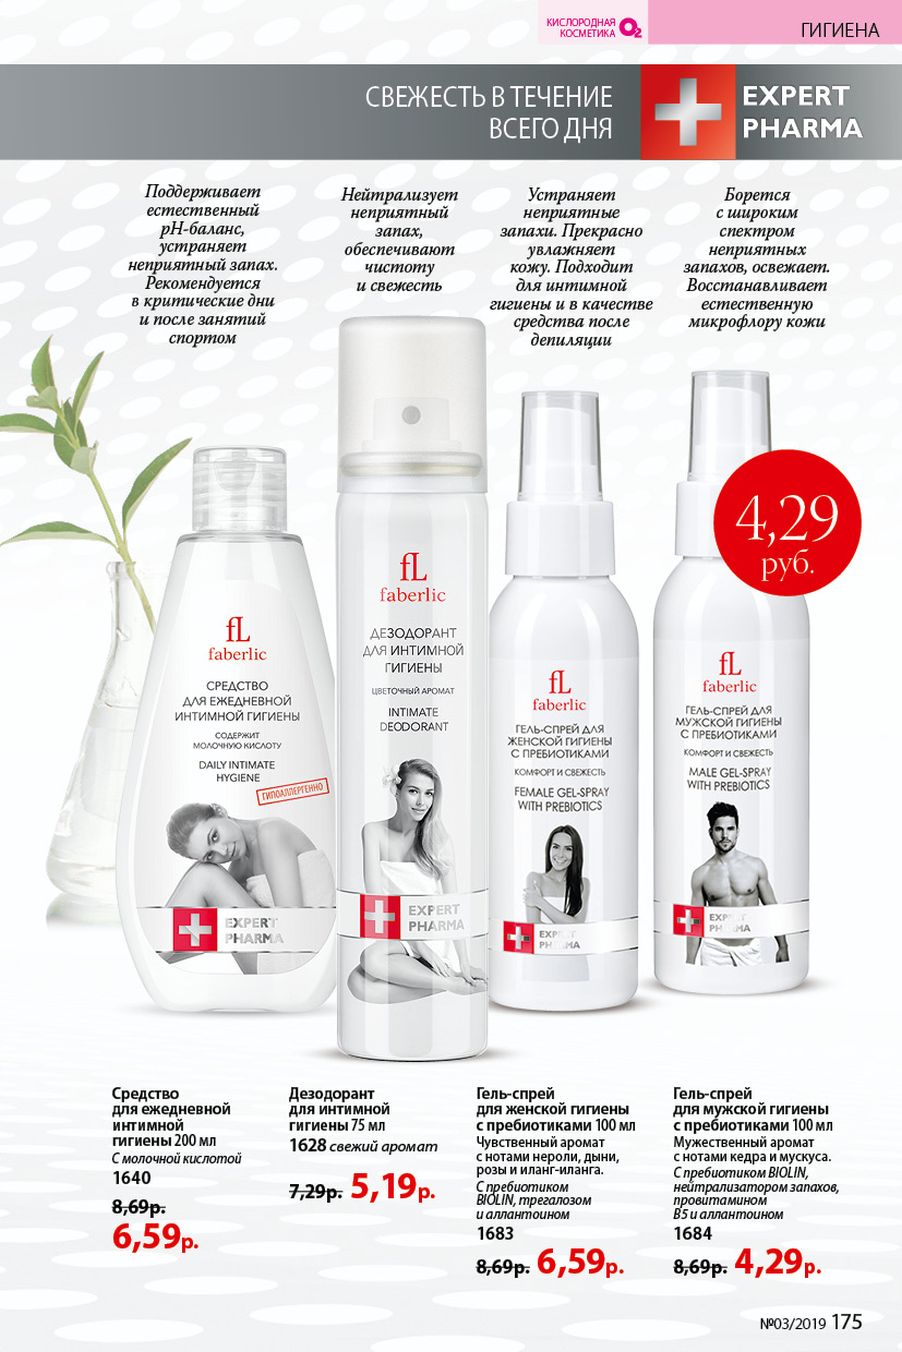 КИСЛОРОДНАЯ
КОСМЕТИКА O2
ГИГИЕНА
СВЕЖЕСТЬ В ТЕЧЕНИЕ
ВСЕГО ДНЯ
EXPERT
PHARMA
Поддерживает
естественный
pH-баланс,
устраняет
неприятный запах.
Рекомендуется
в критические дни
и после занятий
спортом
Нейтрализует
неприятный
запах,
обеспечивают
чистоту
и свежесть
Устраняет
неприятные
запахи. Прекрасно
увлажняет
кожу. Подходит
для интимной
гигиены и в качестве
средства после
депиляции
Борется
с широким
спектром
неприятных
запахов, освежает.
Восстанавливает
естественную
микрофлору кожи
4,29
руб.
fL
faberlic
СРЕДСТВО
ДЛЯ ЕЖЕДНЕВНОЙ
ИНТИМНОЙ ГИГИЕНЫ
СОДЕРЖИТ
МОЛОЧНУЮ КИСЛОТУ
DAILY INTIMATE
HYGIENE
ГИПОАЛЛЕРГЕННО
EXPERT
PHARMA
fL
faberlic
ДЕЗОДОРАНТ
ДЛЯ ИНТИМНОЙ
ГИГИЕНЫ
ЦВЕТОЧНЫЙ АРОМАТ
INTIMATE
DEODORANT
EXPERT
PHARMA
fL
faberlic
ГЕЛЬ-СПРЕЙ ДЛЯ
ЖЕНСКОЙ ГИГИЕНЫ
С ПРЕБИОТИКАМИ
КОМФОРТ И СВЕЖЕСТЬ
FEMALE GEL-SPRAY
WITH PREBIOTICS
EXPERT
PHARMA
fL
faberlic
ГЕЛЬ-СПРЕЙ ДЛЯ
МУЖСКОЙ ГИГИЕНЫ
С ПРЕБИОТИКАМИ
КОМФОРТ И СВЕЖЕСТЬ
MALE GEL-SPRAY
WITH PREBIOTICS
EXPERT
PHARMA
Средство
для ежедневной
интимной
гигиены 200 мл
С молочной кислотой
1640
8,69р.
6,59р.
Дезодорант
для интимной
гигиены 75 мл
1628 свежий аромат
7,29р. 5,19р.
Гель-спрей
для женской гигиены
с пребиотиками 100 мл
Чувственный аромат
с нотами нероли, дыни,
розы и иланг-иланга.
С пребиотиком
BIOLIN, трегалозом
и аллантоином
1683
8,69р. 6,59р.
Гель-спрей
для мужской гигиены
с пребиотиками 100 мл
Мужественный аромат
с нотами кедра и мускуса.
С пребиотиком BIOLIN,
нейтрализатором запахов,
провитамином
B5 и аллантоином
1684
8,69р. 4,29р.
№03/2019 175